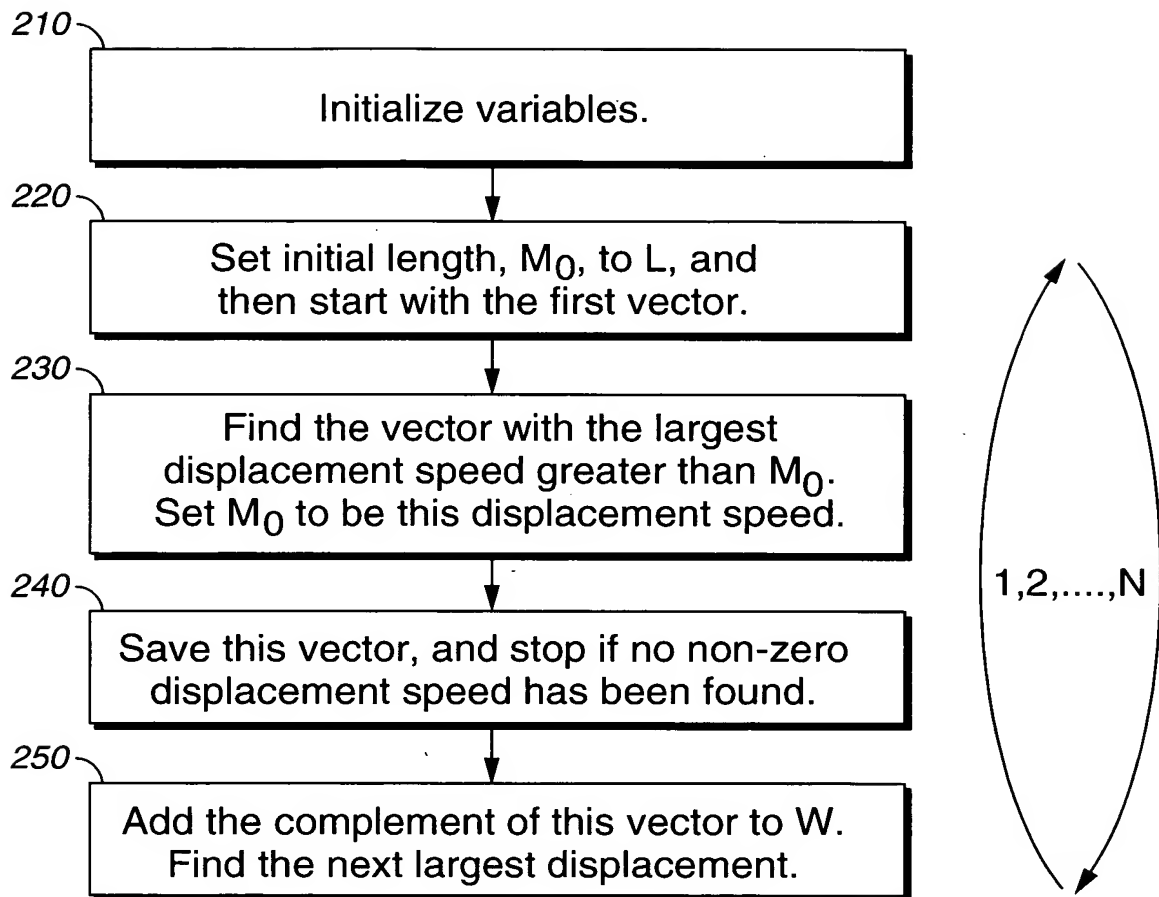 210
Initialize variables.
220
Set initial length, M0, to L, and
then start with the first vector.
230
Find the vector with the largest
displacement speed greater than M0.
Set M0 to be this displacement speed.
240
Save this vector, and stop if no non-zero
displacement speed has been found.
250
Add the complement of this vector to W.
Find the next largest displacement.
1,2,....,N